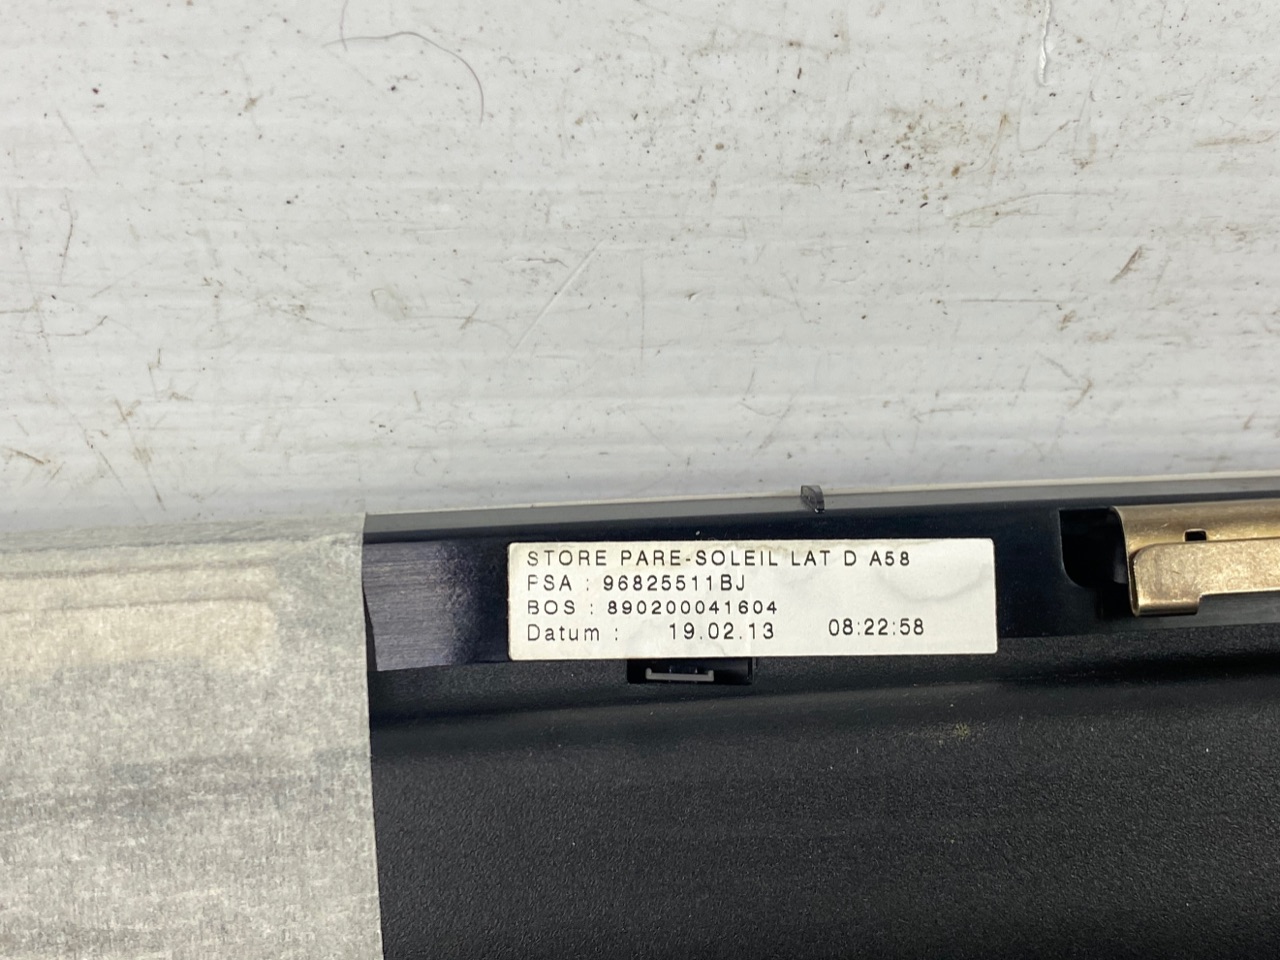 STORE PARE-SOLEIL LAT D A58
PSA : 96825511BJ
BOS : 890200041604
Datum : 19.02.13 08:22:58